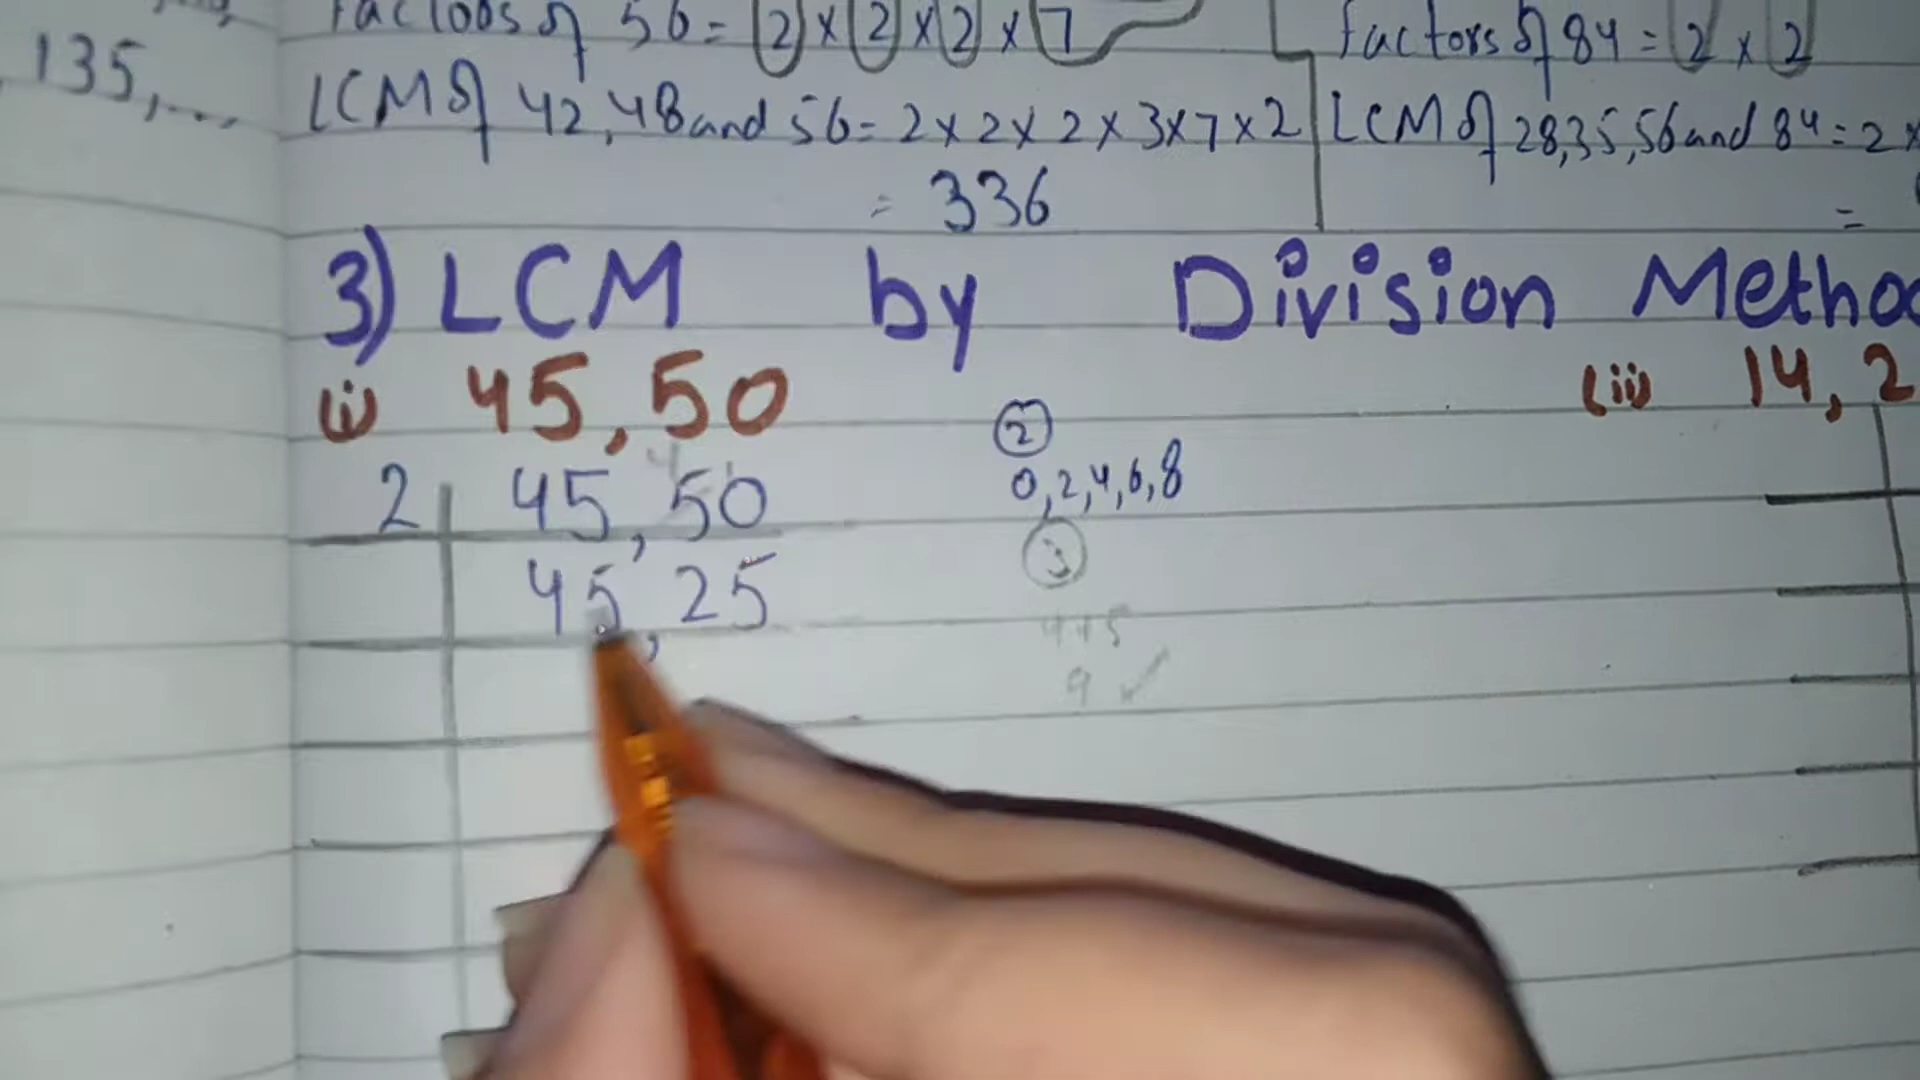 135,...
factors of 56 = 2 x 2 x 2 x 7
LCM of 42, 48 and 56 = 2 x 2 x 2 x 3 x 7 x 2
= 336
factors of 84 = 2 x 2
LCM of 28, 35, 56 and 84 = 2 x
=
3) LCM by Division Metho
(i) 45, 50
2 45, 50
45, 25
2
0, 2, 4, 6, 8
3
4+5
9 ✓
(ii) 14, 2